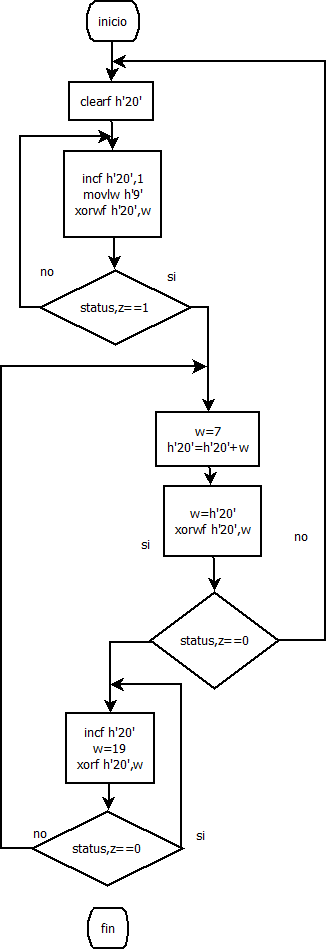 inicio
clearf h'20'
incf h'20',1
movlw h'9'
xorwf h'20',w
no
si
status,z==1
w=7
h'20'=h'20'+w
w=h'20'
xorwf h'20',w
si
no
status,z==0
incf h'20'
w=19
xorf h'20',w
no
si
status,z==0
fin